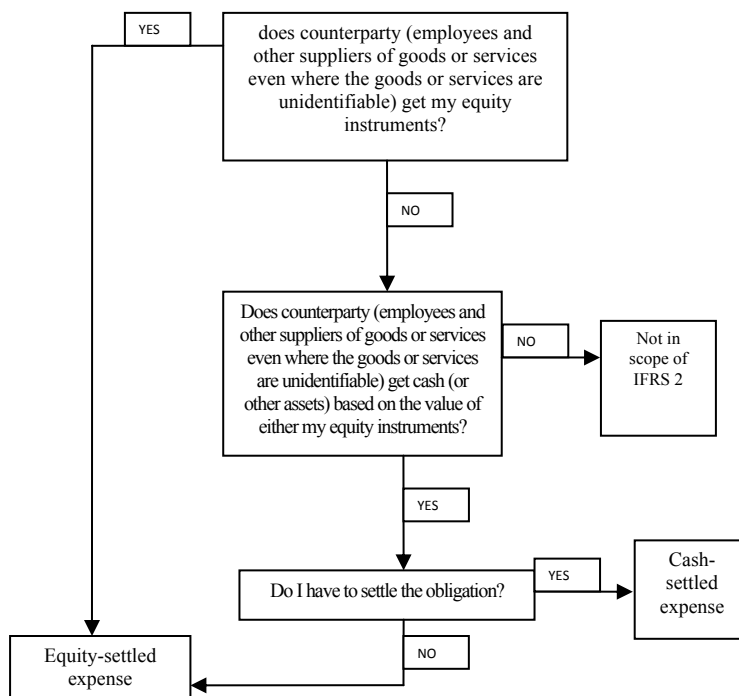 YES
does counterparty (employees and
other suppliers of goods or services
even where the goods or services are
unidentifiable) get my equity
instruments?
NO
Does counterparty (employees and
other suppliers of goods or services
even where the goods or services
are unidentifiable) get cash (or
other assets) based on the value of
either my equity instruments?
NO
Not in
scope of
IFRS 2
YES
Do I have to settle the obligation?
YES
Cash-
settled
expense
NO
Equity-settled
expense